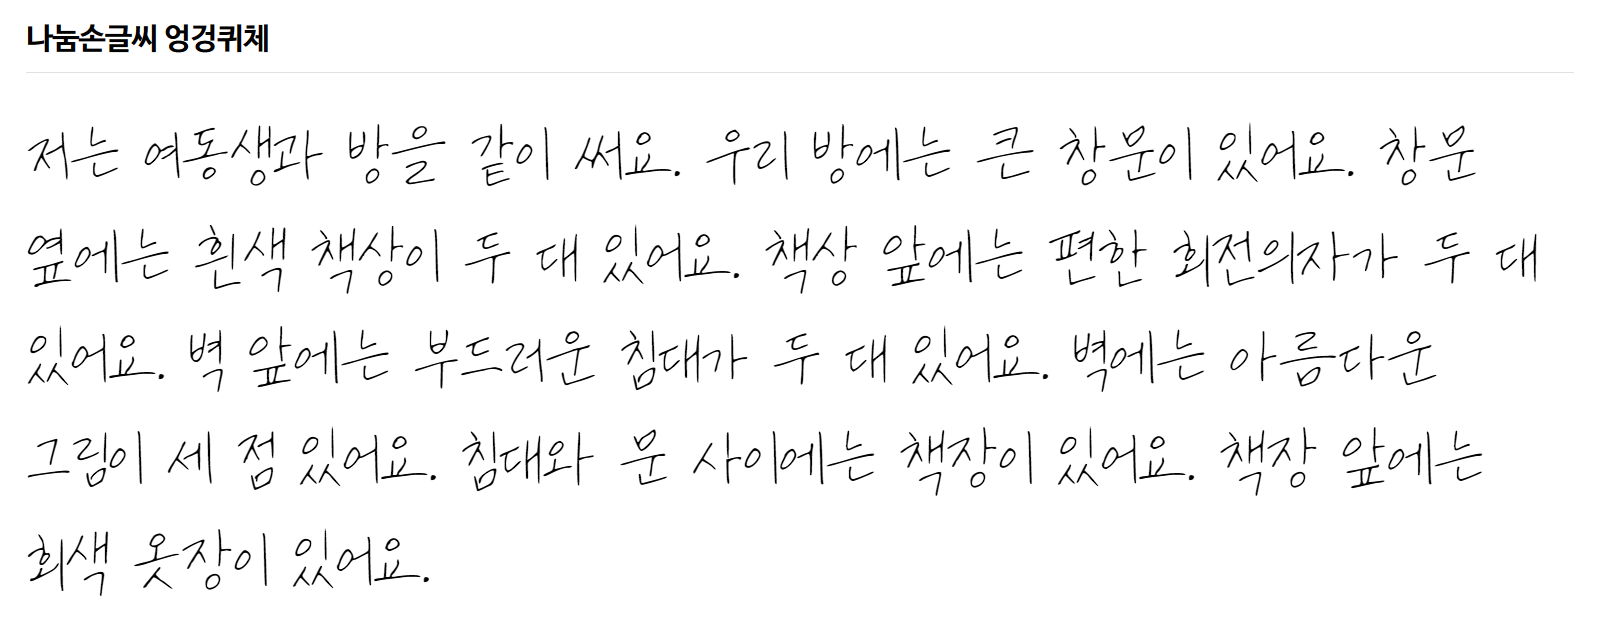 나눔손글씨 엉겅퀴체
저는 여동생과 방을 같이 써요. 우리 방에는 큰 창문이 있어요. 창문
옆에는 흰색 책상이 두 대 있어요. 책상 앞에는 편한 회전의자가 두 대
있어요. 벽 앞에는 부드러운 침대가 두 대 있어요. 벽에는 아름다운
그림이 세 점 있어요. 침대와 문 사이에는 책장이 있어요. 책장 앞에는
회색 옷장이 있어요.